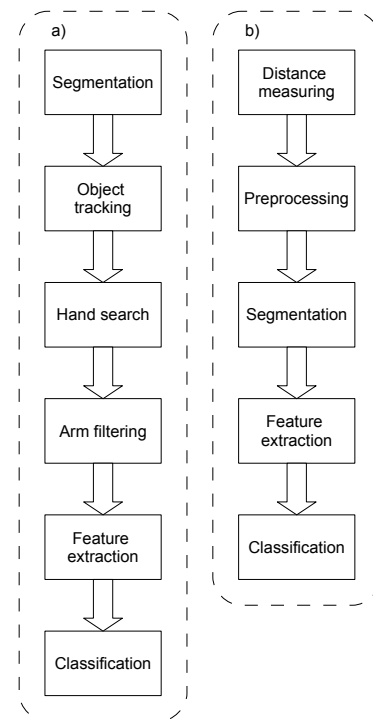 a)
Segmentation
Object
tracking
Hand search
Arm filtering
Feature
extraction
Classification
b)
Distance
measuring
Preprocessing
Segmentation
Feature
extraction
Classification